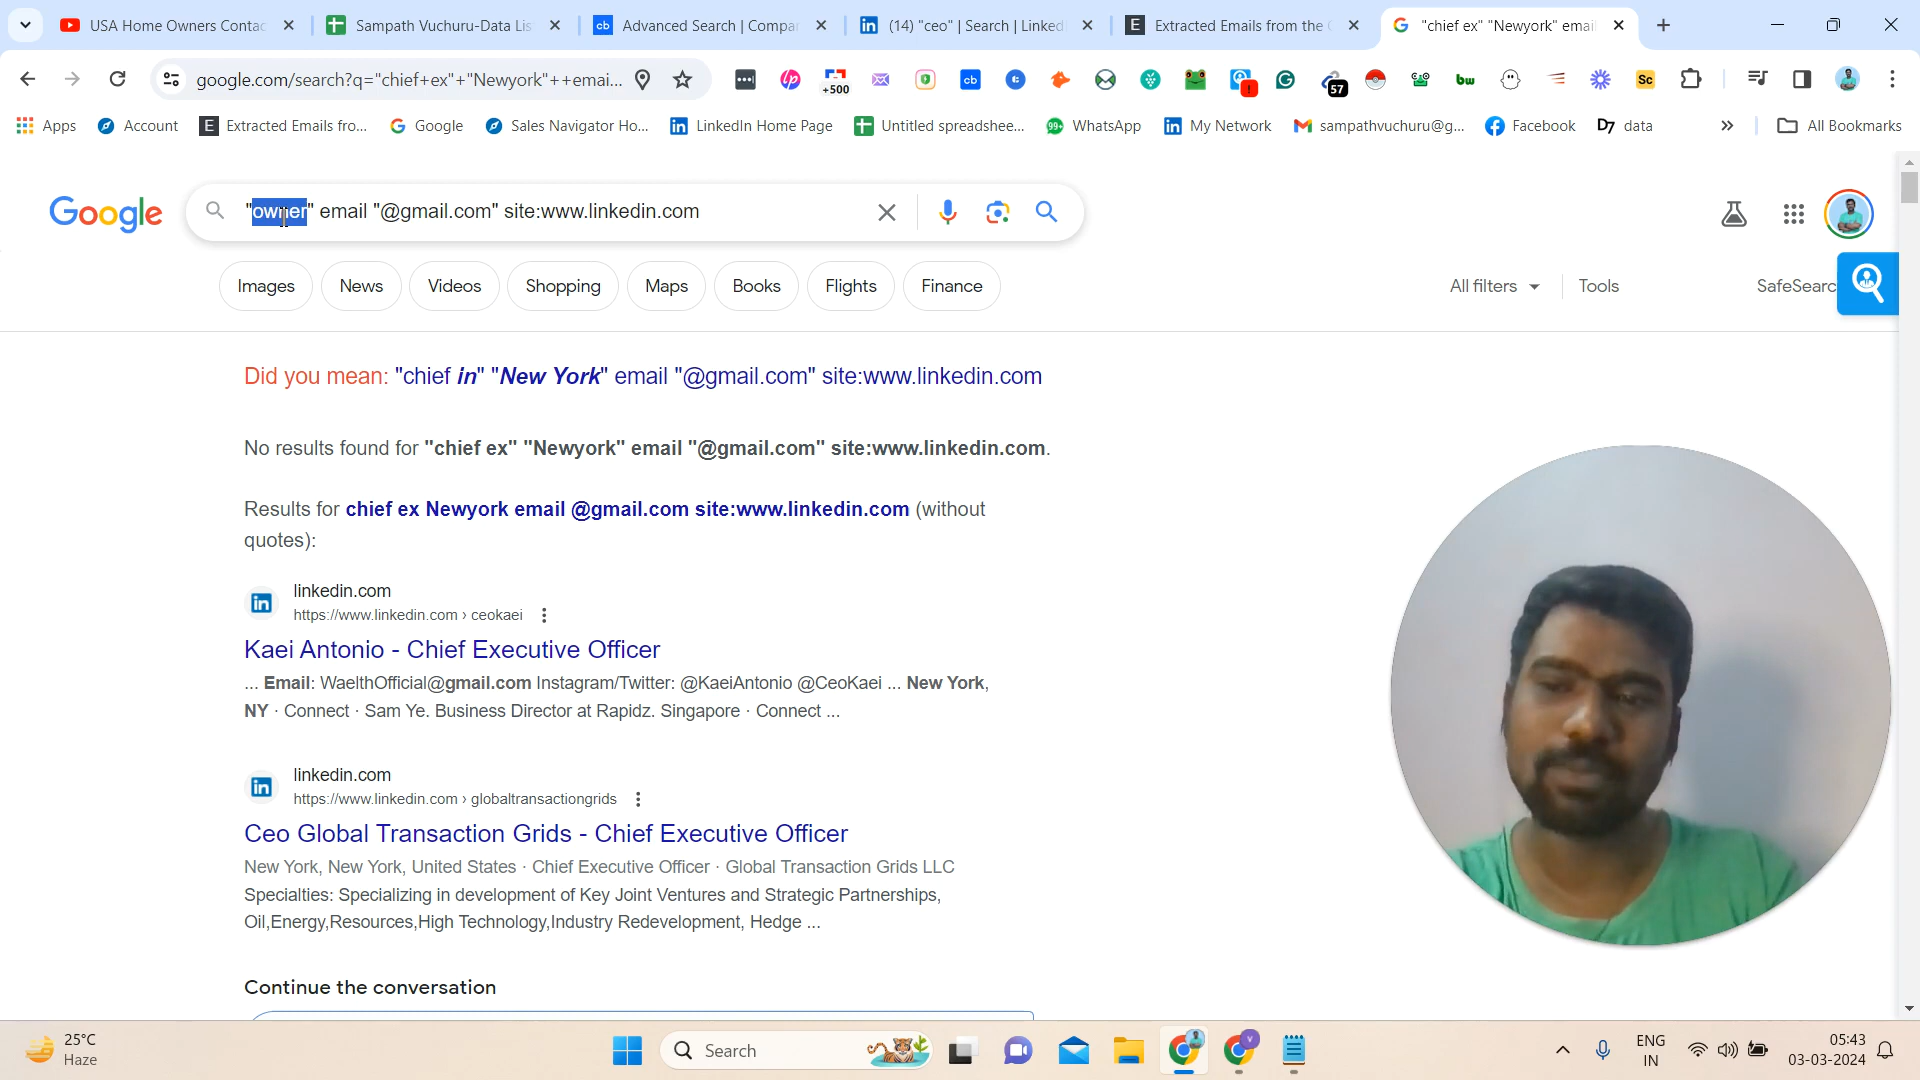 USA Home Owners Contac
Sampath Vuchuru-Data Lis
cb
Advanced Search | Compa
(14) "ceo" | Search | Linked
E
Extracted Emails from the
"chief ex" "Newyork" email
google.com/search?q="chief+ex"+"Newyork"++emai...
+500
cb
57
bw
Sc
Apps
Account
E
Extracted Emails fro...
Google
Sales Navigator Ho...
LinkedIn Home Page
Untitled spreadshee...
99+
WhatsApp
My Network
sampathvuchuru@g...
Facebook
D7
data
All Bookmarks
Google
"owner" email "@gmail.com" site:www.linkedin.com
Images
News
Videos
Shopping
Maps
Books
Flights
Finance
All filters
Tools
SafeSearc
Did you mean: "chief in" "New York" email "@gmail.com" site:www.linkedin.com
No results found for "chief ex" "Newyork" email "@gmail.com" site:www.linkedin.com.
Results for chief ex Newyork email @gmail.com site:www.linkedin.com (without
quotes):
in
linkedin.com
https://www.linkedin.com › ceokaei
Kaei Antonio - Chief Executive Officer
... Email: WaelthOfficial@gmail.com Instagram/Twitter: @KaeiAntonio @CeoKaei ... New York,
NY · Connect · Sam Ye. Business Director at Rapidz. Singapore · Connect ...
in
linkedin.com
https://www.linkedin.com › globaltransactiongrids
Ceo Global Transaction Grids - Chief Executive Officer
New York, New York, United States · Chief Executive Officer · Global Transaction Grids LLC
Specialties: Specializing in development of Key Joint Ventures and Strategic Partnerships,
Oil,Energy,Resources,High Technology,Industry Redevelopment, Hedge ...
Continue the conversation
25°C
Haze
Search
ENG
IN
05:43
03-03-2024